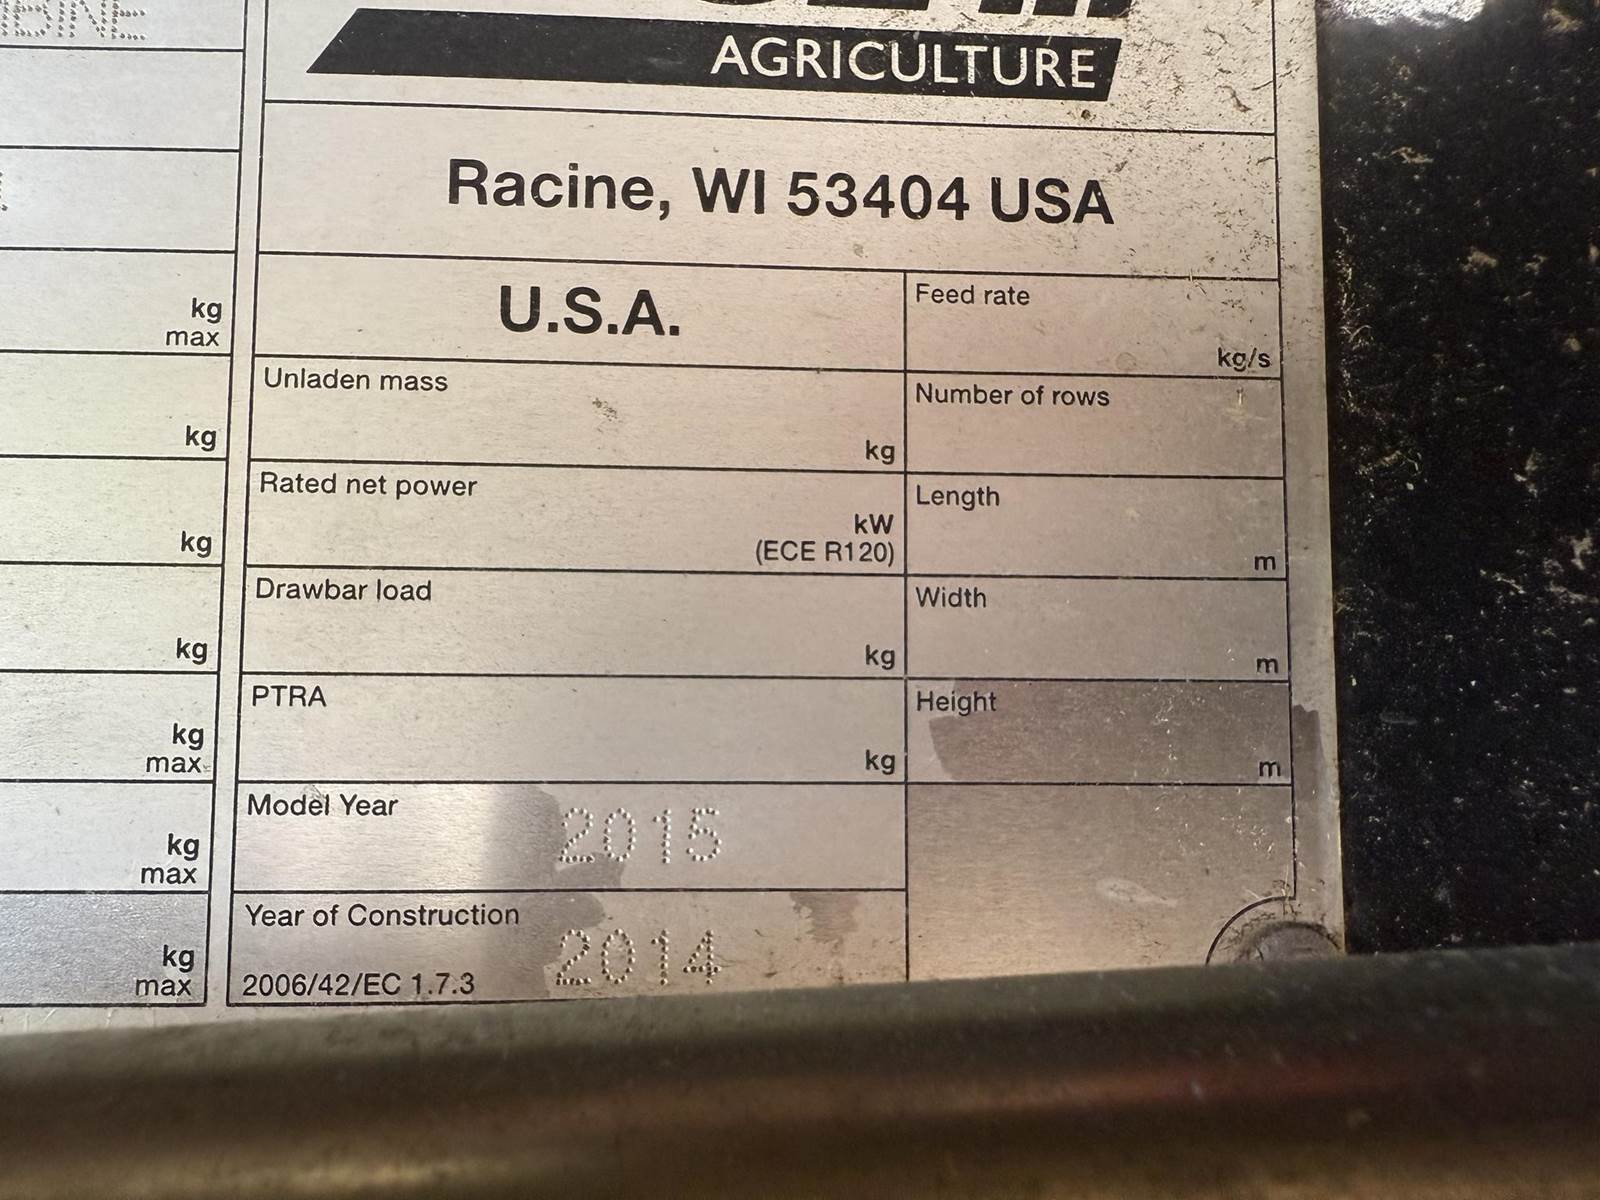 AGRICULTURE
Racine, WI 53404 USA
U.S.A.
Feed rate
kg/s
Unladen mass
kg
Number of rows
Rated net power
kW
(ECE R120)
Length
m
Drawbar load
kg
Width
m
PTRA
kg
Height
m
Model Year
2015
Year of Construction
2006/42/EC 1.7.3
2014
kg
max
kg
kg
kg
kg
max
kg
max
kg
max